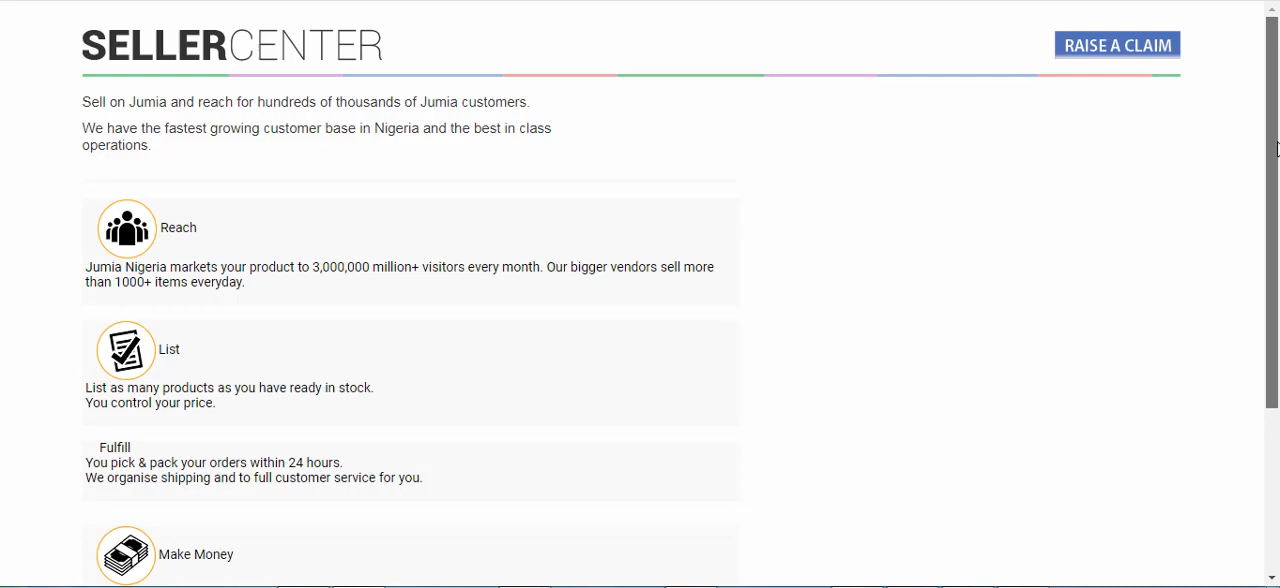 SELLERCENTER
RAISE A CLAIM
Sell on Jumia and reach for hundreds of thousands of Jumia customers.
We have the fastest growing customer base in Nigeria and the best in class
operations.
Reach
Jumia Nigeria markets your product to 3,000,000 million+ visitors every month. Our bigger vendors sell more
than 1000+ items everyday.
List
List as many products as you have ready in stock.
You control your price.
Fulfill
You pick & pack your orders within 24 hours.
We organise shipping and to full customer service for you.
Make Money